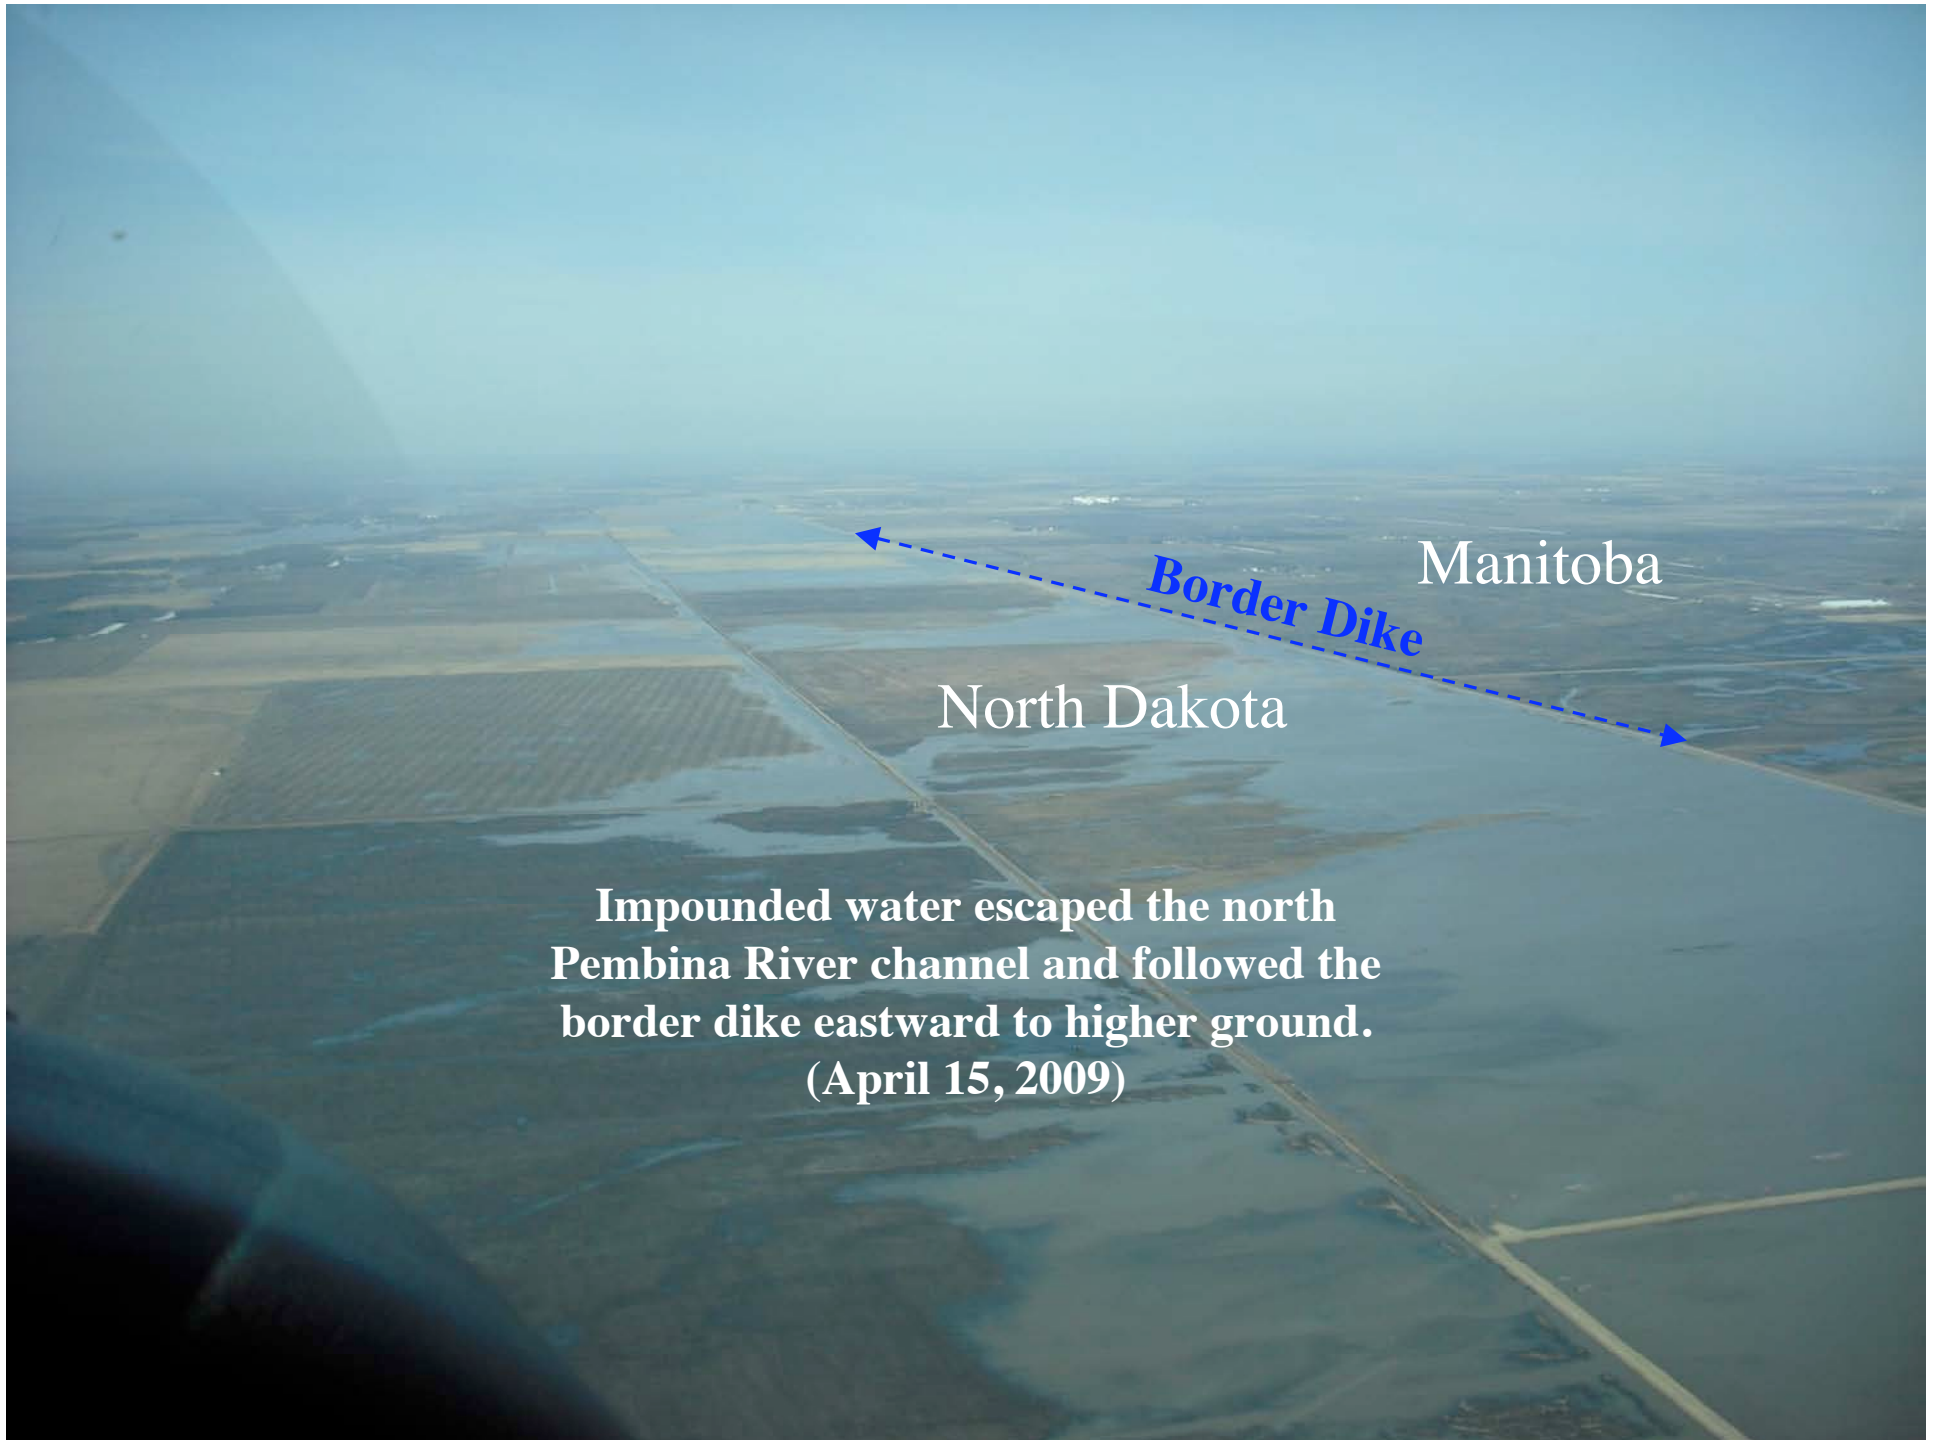 Manitoba
Border Dike
North Dakota
Impounded water escaped the north
Pembina River channel and followed the
border dike eastward to higher ground.
(April 15, 2009)